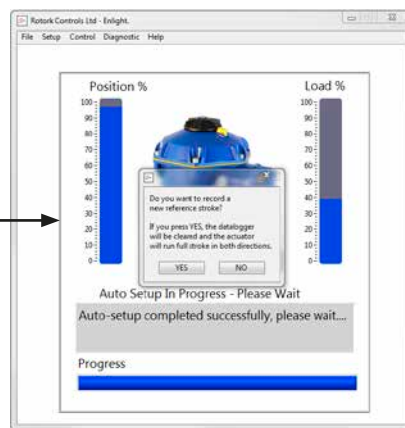 Rotork Controls Ltd - Enlight.
File Setup Control Diagnostic Help
Position %
Load %
100
90
80
70
60
50
40
30
20
10
0
100
90
80
70
60
50
40
30
20
10
0
Do you want to record a
new reference stroke?
If you press YES, the datalogger
will be cleared and the actuator
will run full stroke in both directions.
YES NO
Auto Setup In Progress - Please Wait
Auto-setup completed successfully, please wait....
Progress